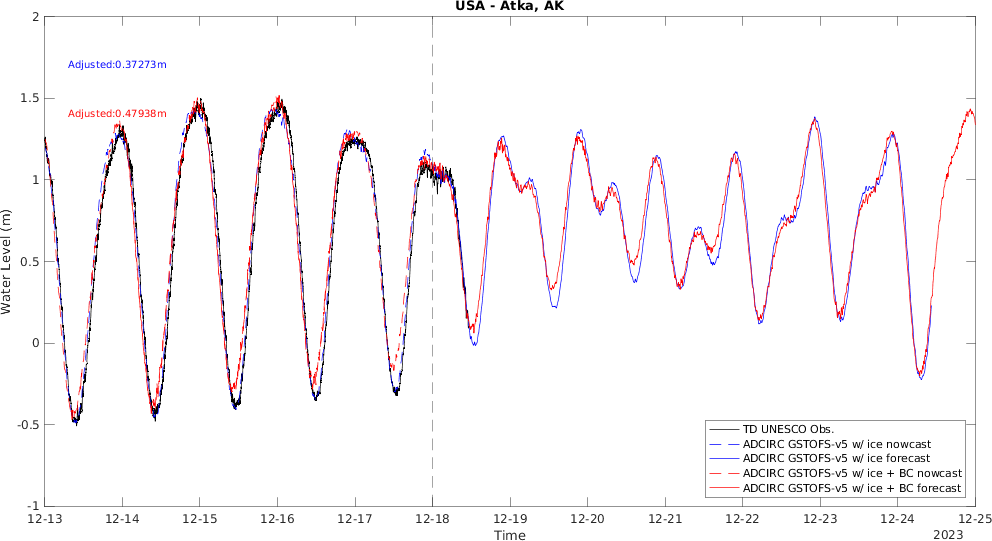 USA - Atka, AK
2
1.5
1
0.5
0
-0.5
-1
Water Level (m)
Adjusted:0.37273m
Adjusted:0.47938m
TD UNESCO Obs.
ADCIRC GSTOFS-v5 w/ ice nowcast
ADCIRC GSTOFS-v5 w/ ice forecast
ADCIRC GSTOFS-v5 w/ ice + BC nowcast
ADCIRC GSTOFS-v5 w/ ice + BC forecast
12-13 12-14 12-15 12-16 12-17 12-18 12-19 12-20 12-21 12-22 12-23 12-24 12-25
Time
2023